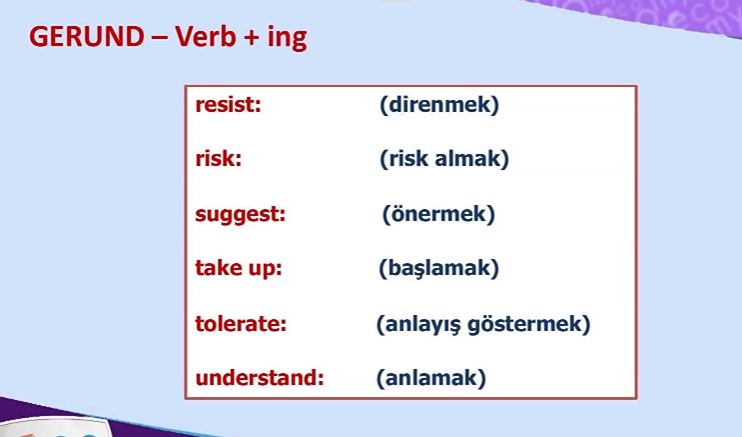 GERUND – Verb + ing
resist: (direnmek)
risk: (risk almak)
suggest: (önermek)
take up: (başlamak)
tolerate: (anlayış göstermek)
understand: (anlamak)